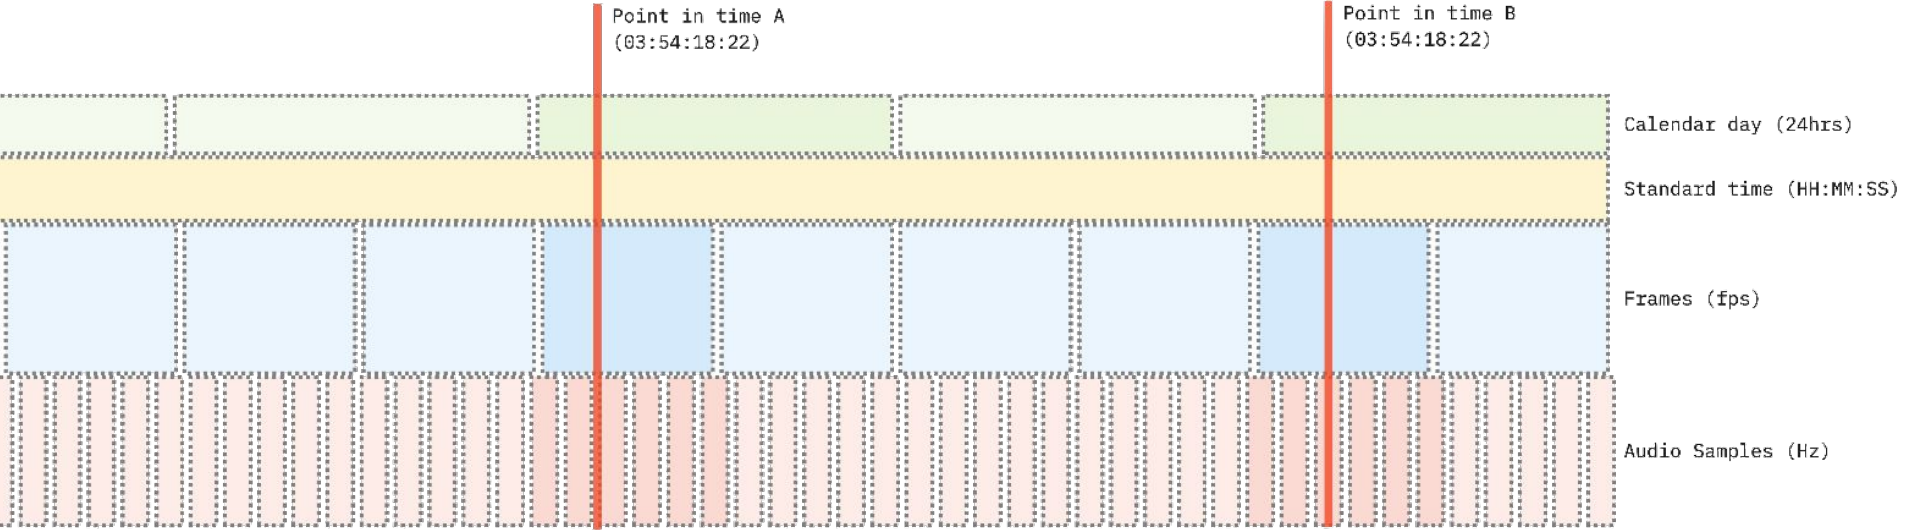 Point in time A
(03:54:18:22)
Point in time B
(03:54:18:22)
Calendar day (24hrs)
Standard time (HH:MM:SS)
Frames (fps)
Audio Samples (Hz)